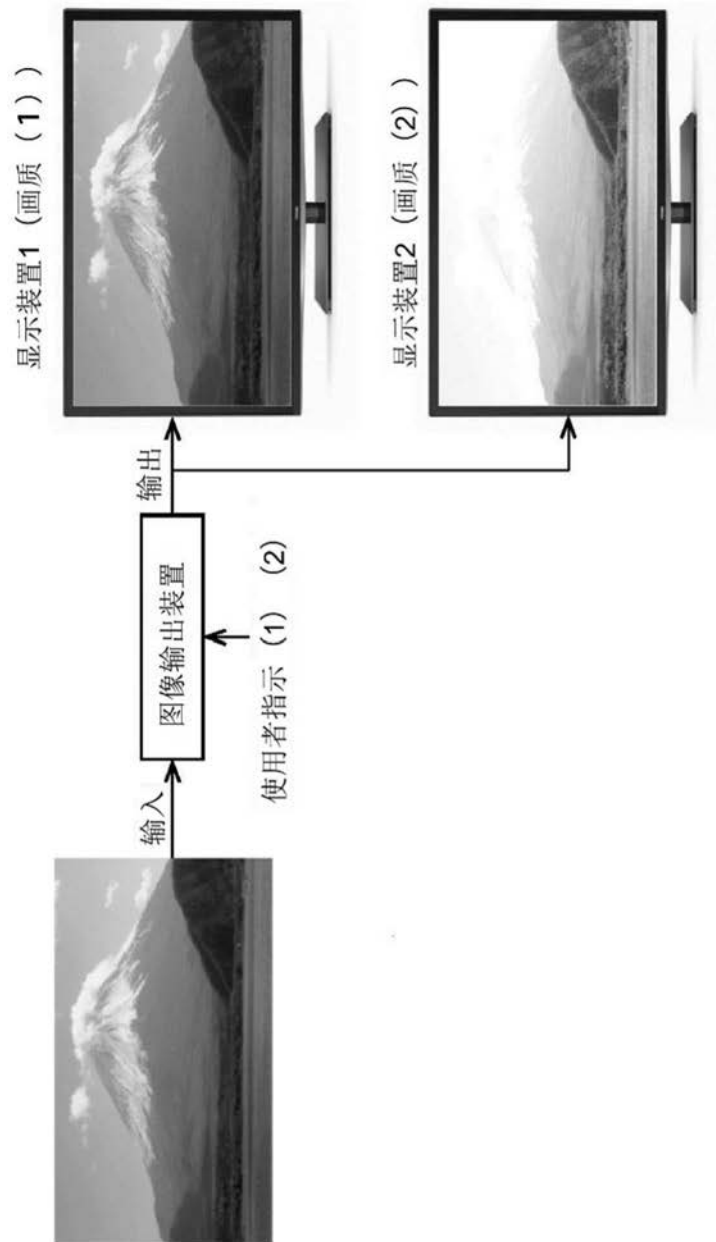 输入
图像输出装置
使用者指示（1）（2）
输出
显示装置1（画质（1））
显示装置2（画质（2））